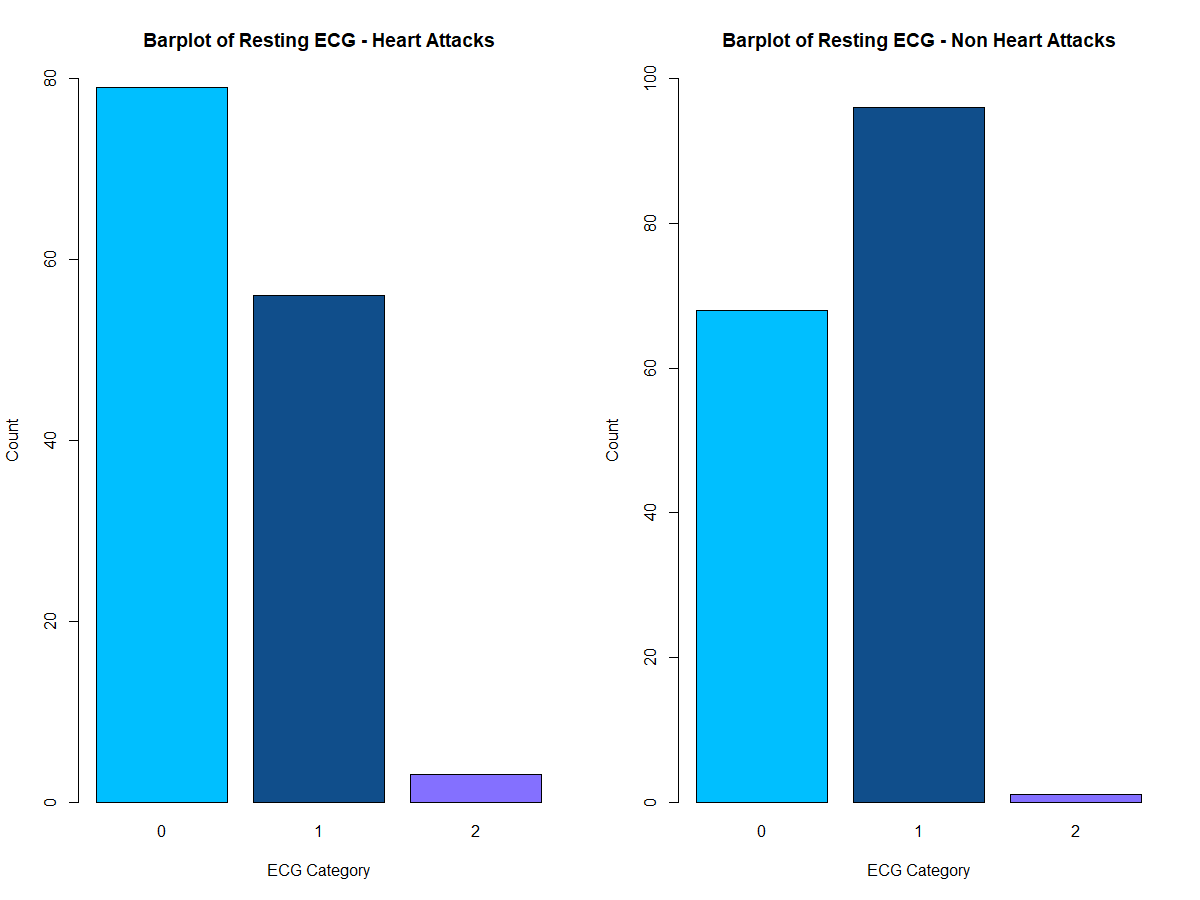 Barplot of Resting ECG - Heart Attacks
80
60
40
20
0
Count
0 1 2
ECG Category
Barplot of Resting ECG - Non Heart Attacks
100
80
60
40
20
0
Count
0 1 2
ECG Category